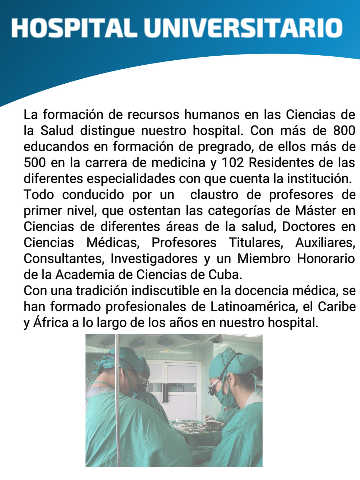 HOSPITAL UNIVERSITARIO
La formación de recursos humanos en las Ciencias de
la Salud distingue nuestro hospital. Con más de 800
educandos en formación de pregrado, de ellos más de
500 en la carrera de medicina y 102 Residentes de las
diferentes especialidades con que cuenta la institución.
Todo conducido por un claustro de profesores de
primer nivel, que ostentan las categorías de Máster en
Ciencias de diferentes áreas de la salud, Doctores en
Ciencias Médicas, Profesores Titulares, Auxiliares,
Consultantes, Investigadores y un Miembro Honorario
de la Academia de Ciencias de Cuba.
Con una tradición indiscutible en la docencia médica, se
han formado profesionales de Latinoamérica, el Caribe
y África a lo largo de los años en nuestro hospital.